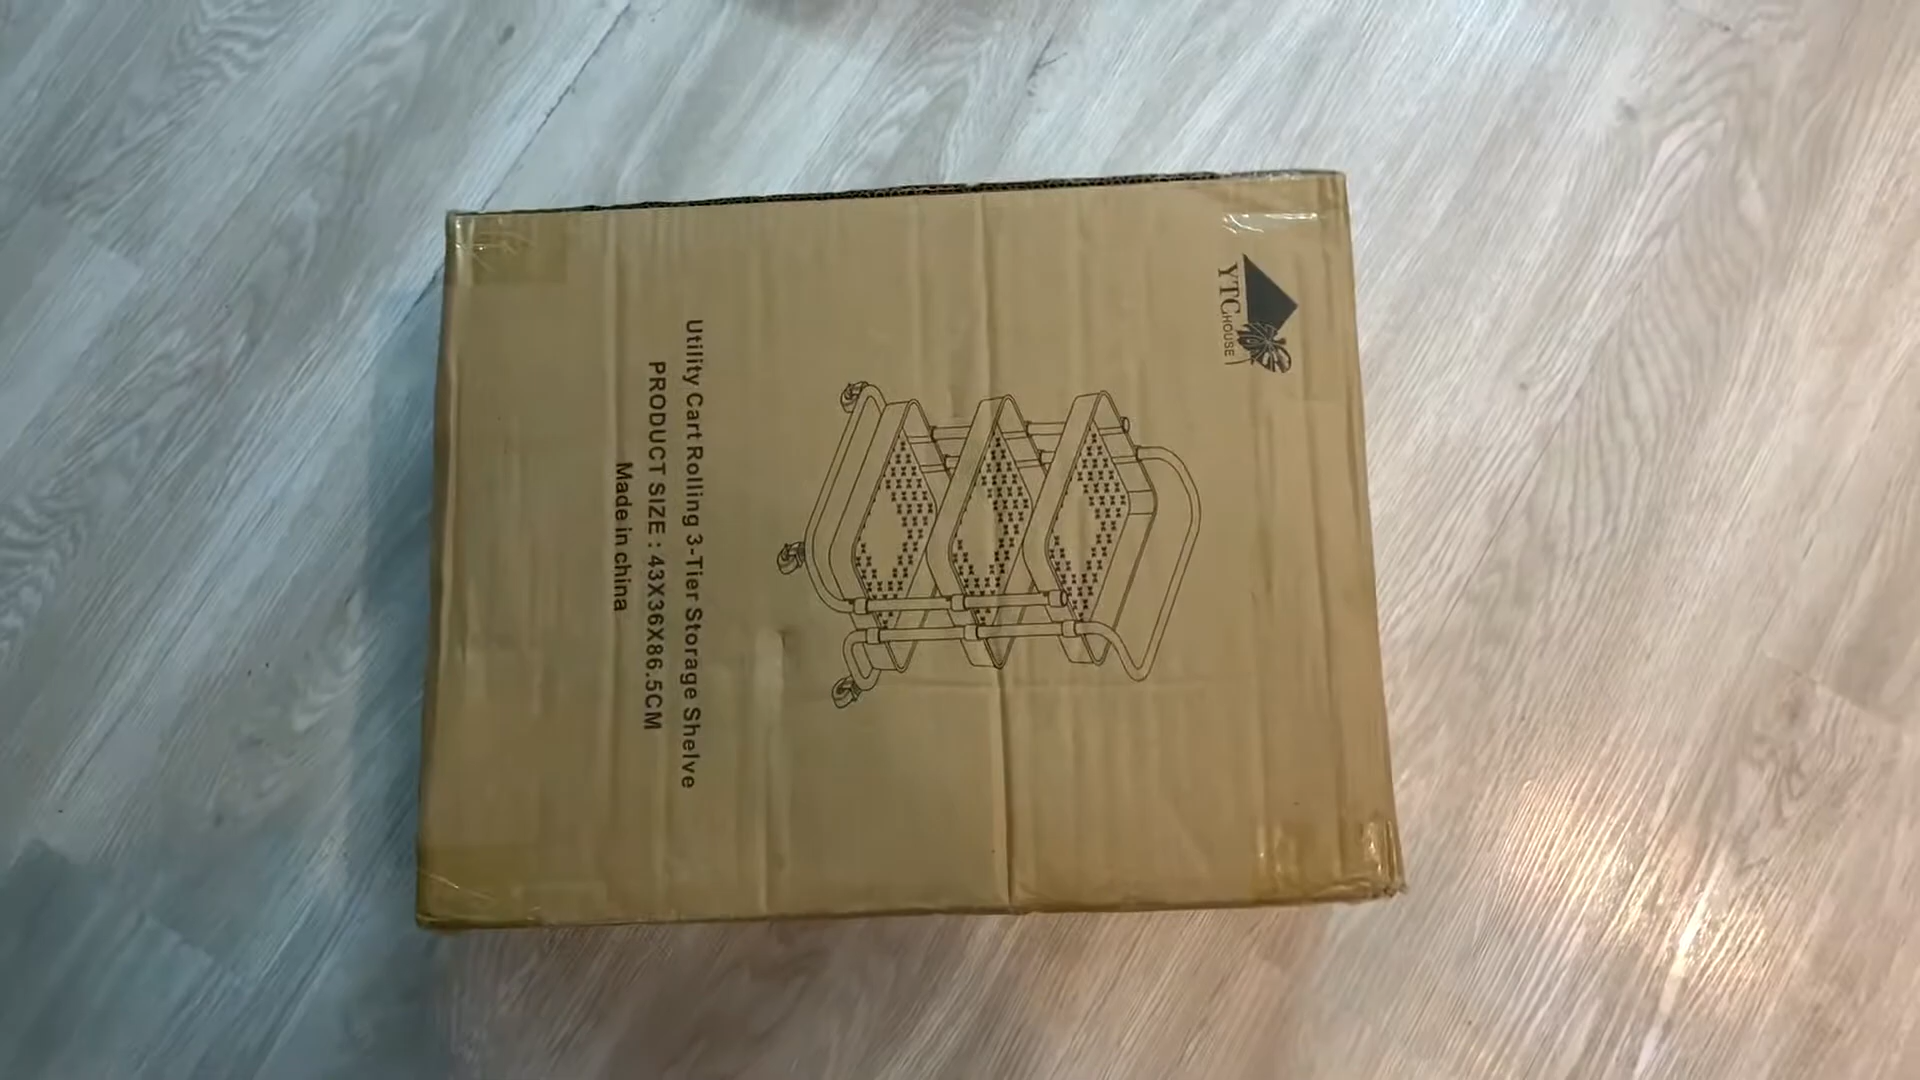 YTC HOUSE
Utility Cart Rolling 3-Tier Storage Shelve
PRODUCT SIZE : 43X36X86.5CM
Made in china